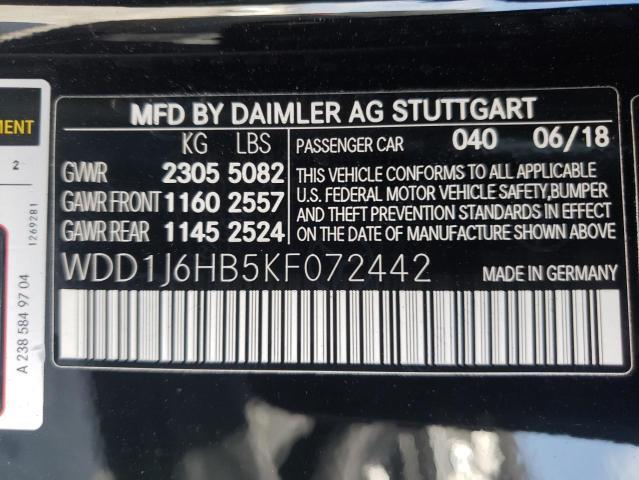 MENT
2
1269281
A 238 584 97 04
MFD BY DAIMLER AG STUTTGART
KG LBS
GVWR 2305 5082
GAWR FRONT 1160 2557
GAWR REAR 1145 2524
PASSENGER CAR 040 06/18
THIS VEHICLE CONFORMS TO ALL APPLICABLE
U.S. FEDERAL MOTOR VEHICLE SAFETY,BUMPER
AND THEFT PREVENTION STANDARDS IN EFFECT
ON THE DATE OF MANUFACTURE SHOWN ABOVE.
WDD1J6HB5KF072442
MADE IN GERMANY